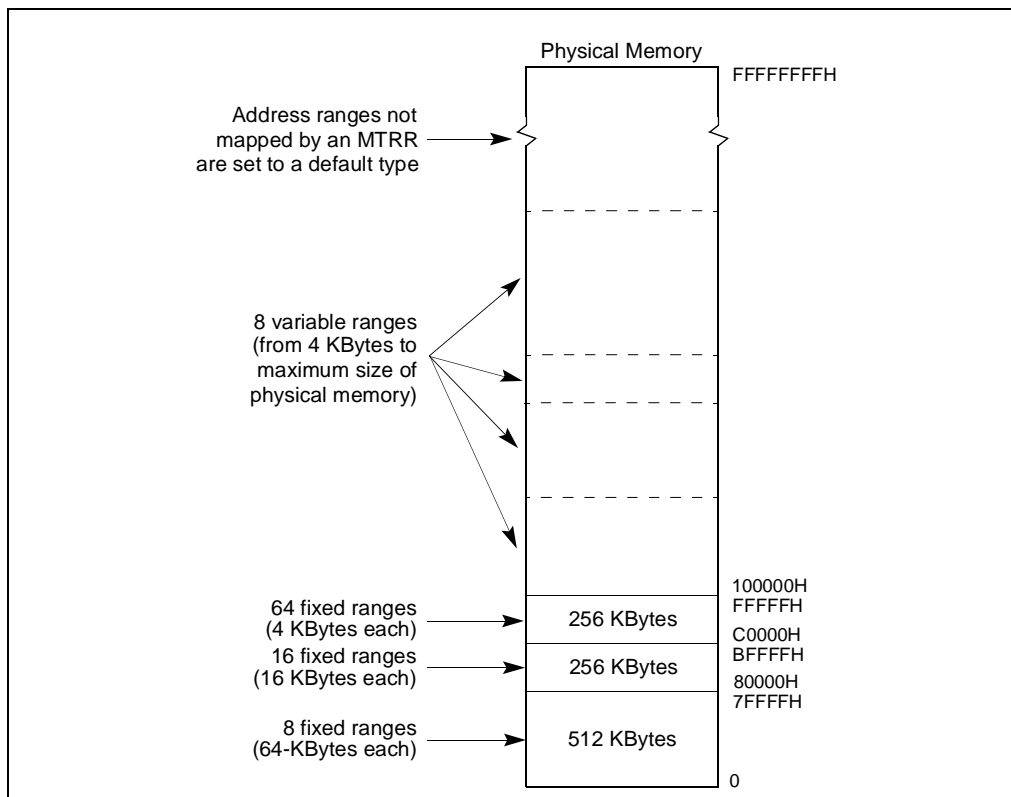 Physical Memory
FFFFFFFFH
Address ranges not
mapped by an MTRR
are set to a default type
8 variable ranges
(from 4 KBytes to
maximum size of
physical memory)
100000H
64 fixed ranges
(4 KBytes each)
256 KBytes
FFFFFH
C0000H
16 fixed ranges
(16 KBytes each)
256 KBytes
BFFFFH
80000H
8 fixed ranges
(64-KBytes each)
512 KBytes
7FFFFH
0